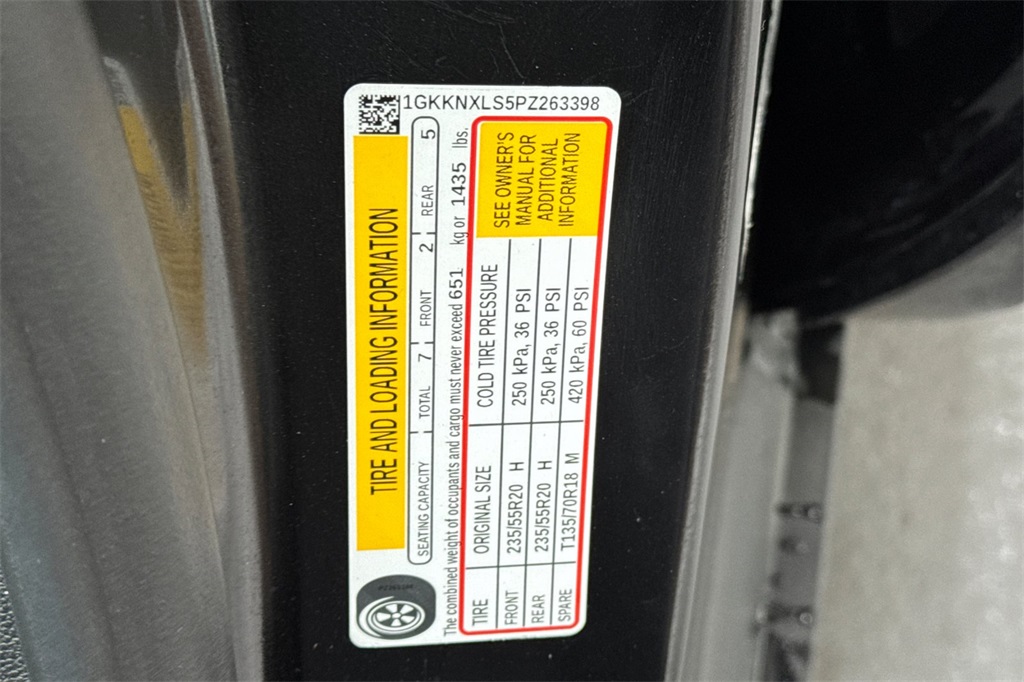 1GKKNXLS5PZ263398
TIRE AND LOADING INFORMATION
SEATING CAPACITY TOTAL 7 FRONT 2 REAR 5
The combined weight of occupants and cargo must never exceed 651 kg or 1435 lbs.
TIRE ORIGINAL SIZE COLD TIRE PRESSURE
FRONT 235/55R20 H 250 kPa, 36 PSI
REAR 235/55R20 H 250 kPa, 36 PSI
SPARE T135/70R18 M 420 kPa, 60 PSI
SEE OWNER'S
MANUAL FOR
ADDITIONAL
INFORMATION